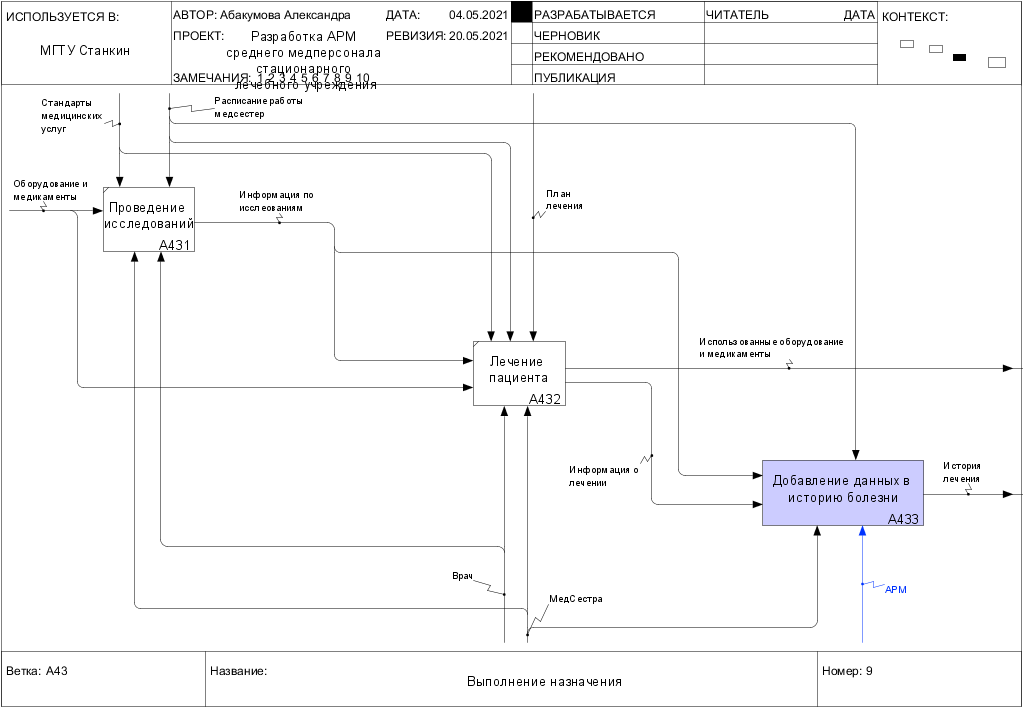 ИСПОЛЬЗУЕТСЯ В:
МГТУ Станкин
АВТОР: Абакумова Александра
ДАТА: 04.05.2021
ПРОЕКТ: Разработка АРМ
среднего медперсонала
стационарного
лечебного учреждения
РЕВИЗИЯ: 20.05.2021
ЗАМЕЧАНИЯ: 1 2 3 4 5 6 7 8 9 10
РАЗРАБАТЫВАЕТСЯ
ЧЕРНОВИК
РЕКОМЕНДОВАНО
ПУБЛИКАЦИЯ
ЧИТАТЕЛЬ ДАТА
КОНТЕКСТ:
Стандарты
медицинских
услуг
Расписание работы
медсестер
Оборудование и
медикаменты
Проведение
исследований
A431
Информация по
исслеованиям
План
лечения
Лечение
пациента
A432
Использованные оборудование
и медикаменты
Информация о
лечении
Добавление данных в
историю болезни
A433
История
лечения
Врач
МедСестра
АРМ
Ветка: A43
Название:
Выполнение назначения
Номер: 9